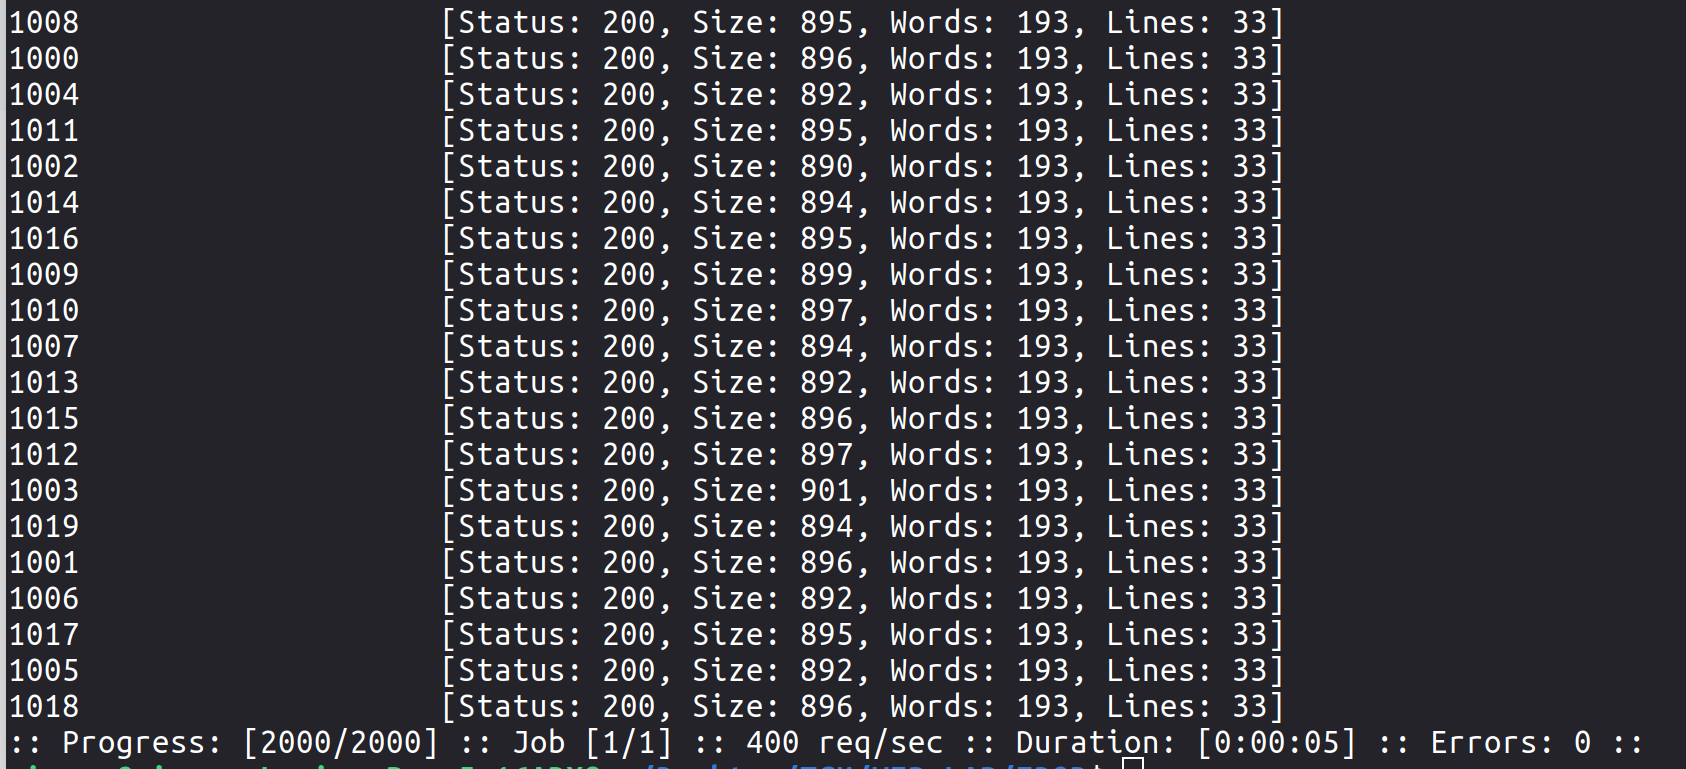 1008 [Status: 200, Size: 895, Words: 193, Lines: 33]
1000 [Status: 200, Size: 896, Words: 193, Lines: 33]
1004 [Status: 200, Size: 892, Words: 193, Lines: 33]
1011 [Status: 200, Size: 895, Words: 193, Lines: 33]
1002 [Status: 200, Size: 890, Words: 193, Lines: 33]
1014 [Status: 200, Size: 894, Words: 193, Lines: 33]
1016 [Status: 200, Size: 895, Words: 193, Lines: 33]
1009 [Status: 200, Size: 899, Words: 193, Lines: 33]
1010 [Status: 200, Size: 897, Words: 193, Lines: 33]
1007 [Status: 200, Size: 894, Words: 193, Lines: 33]
1013 [Status: 200, Size: 892, Words: 193, Lines: 33]
1015 [Status: 200, Size: 896, Words: 193, Lines: 33]
1012 [Status: 200, Size: 897, Words: 193, Lines: 33]
1003 [Status: 200, Size: 901, Words: 193, Lines: 33]
1019 [Status: 200, Size: 894, Words: 193, Lines: 33]
1001 [Status: 200, Size: 896, Words: 193, Lines: 33]
1006 [Status: 200, Size: 892, Words: 193, Lines: 33]
1017 [Status: 200, Size: 895, Words: 193, Lines: 33]
1005 [Status: 200, Size: 892, Words: 193, Lines: 33]
1018 [Status: 200, Size: 896, Words: 193, Lines: 33]
:: Progress: [2000/2000] :: Job [1/1] :: 400 req/sec :: Duration: [0:00:05] :: Errors: 0 ::